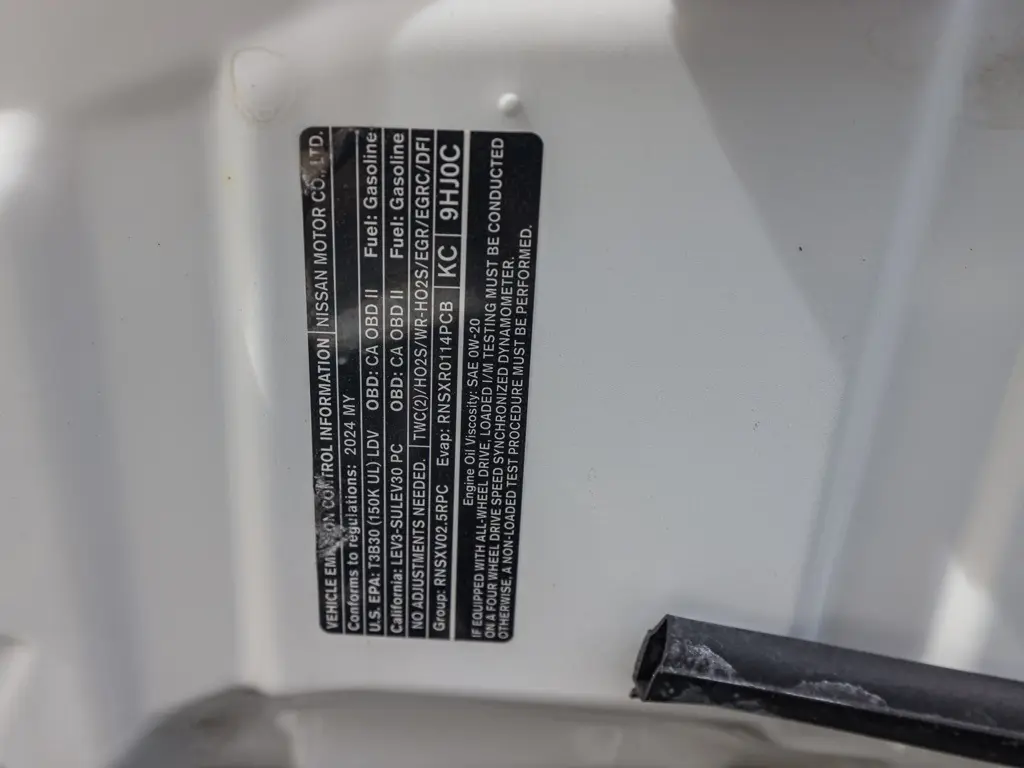 VEHICLE EMISSION CONTROL INFORMATION NISSAN MOTOR CO., LTD.
Conforms to regulations: 2024 MY
U.S. EPA: T3B30 (150K UL) LDV OBD: CA OBD II Fuel: Gasoline
California: LEV3-SULEV30 PC OBD: CA OBD II Fuel: Gasoline
NO ADJUSTMENTS NEEDED. TWC(2)/HO2S/WR-HO2S/EGR/EGRC/DFI
Group: RNSXV02.5RPC Evap: RNSXR0114PCB KC 9HJ0C
Engine Oil Viscosity: SAE 0W-20
IF EQUIPPED WITH ALL-WHEEL DRIVE, LOADED I/M TESTING MUST BE CONDUCTED
ON A FOUR WHEEL DRIVE SPEED SYNCHRONIZED DYNAMOMETER.
OTHERWISE, A NON-LOADED TEST PROCEDURE MUST BE PERFORMED.